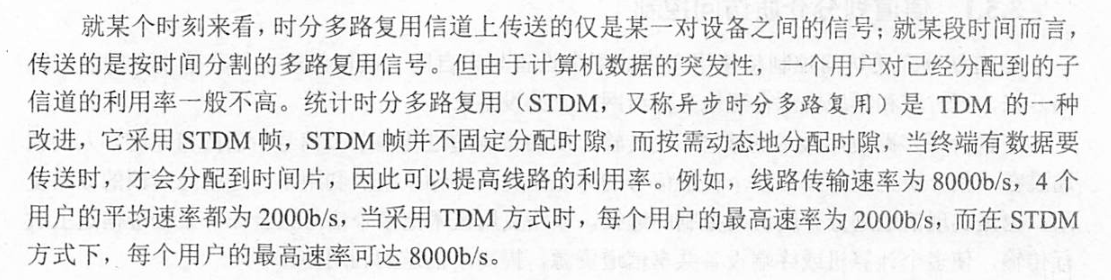 就某个时刻来看，时分多路复用信道上传送的仅是某一对设备之间的信号；就某段时间而言，
传送的是按时间分割的多路复用信号。但由于计算机数据的突发性，一个用户对已经分配到的子
信道的利用率一般不高。统计时分多路复用（STDM，又称异步时分多路复用）是 TDM 的一种
改进，它采用 STDM 帧，STDM 帧并不固定分配时隙，而按需动态地分配时隙，当终端有数据要
传送时，才会分配到时间片，因此可以提高线路的利用率。例如，线路传输速率为 8000b/s，4 个
用户的平均速率都为 2000b/s，当采用 TDM 方式时，每个用户的最高速率为 2000b/s，而在 STDM
方式下，每个用户的最高速率可达 8000b/s。